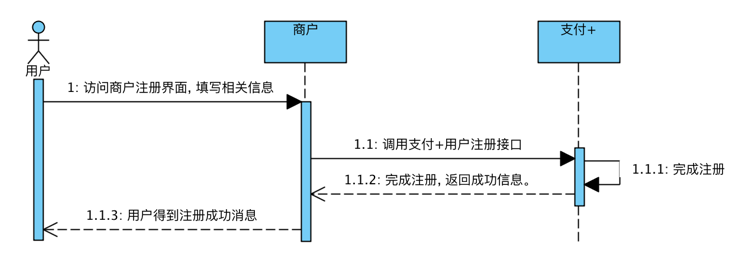 商户
支付+
用户
1: 访问商户注册界面, 填写相关信息
1.1: 调用支付+用户注册接口
1.1.1: 完成注册
1.1.2: 完成注册, 返回成功信息。
1.1.3: 用户得到注册成功消息